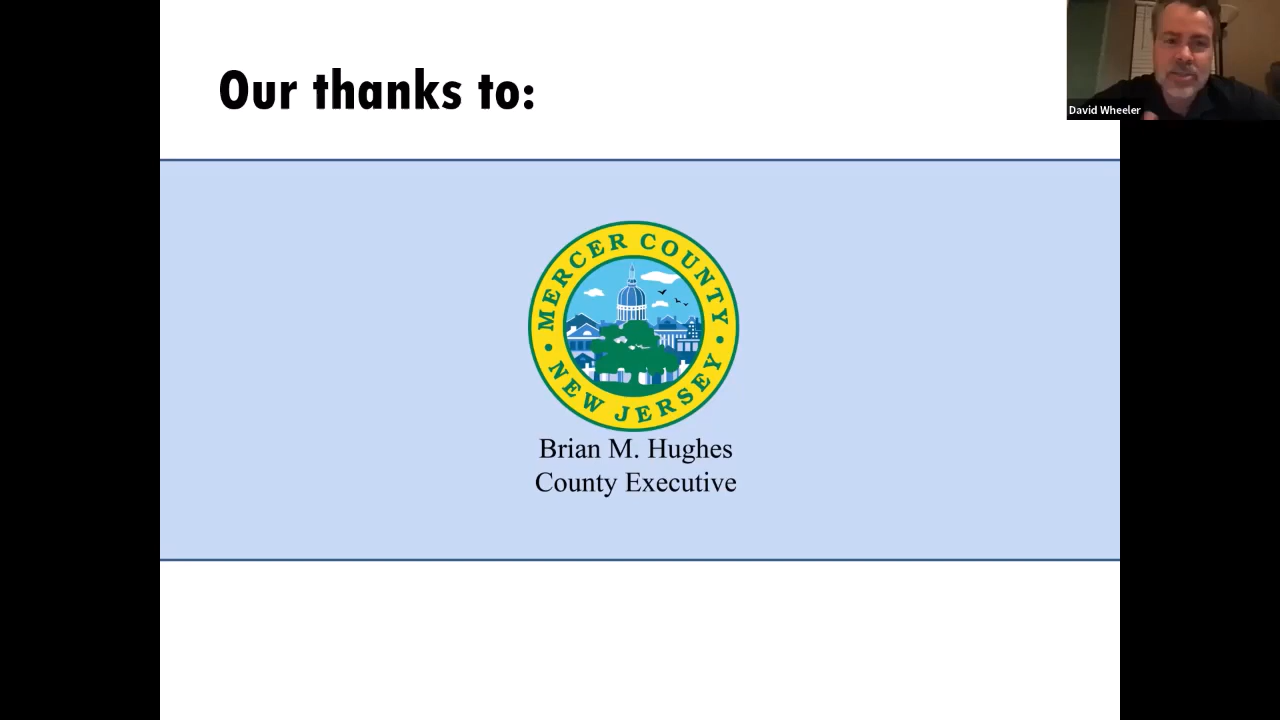 Our thanks to:
David Wheeler
MERCER COUNTY
NEW JERSEY
Brian M. Hughes
County Executive